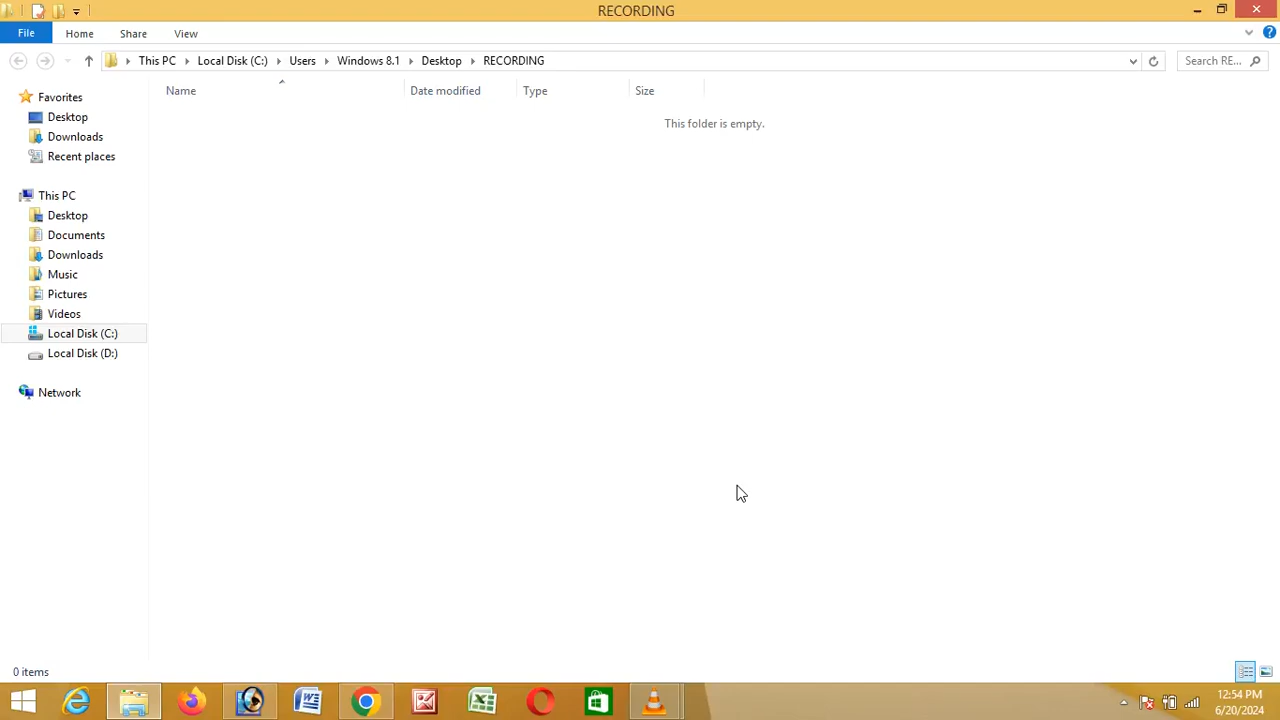 RECORDING
File Home Share View
This PC Local Disk (C:) Users Windows 8.1 Desktop RECORDING
Search RE...
Name Date modified Type Size
This folder is empty.
Favorites
Desktop
Downloads
Recent places
This PC
Desktop
Documents
Downloads
Music
Pictures
Videos
Local Disk (C:)
Local Disk (D:)
Network
0 items
12:54 PM
6/20/2024